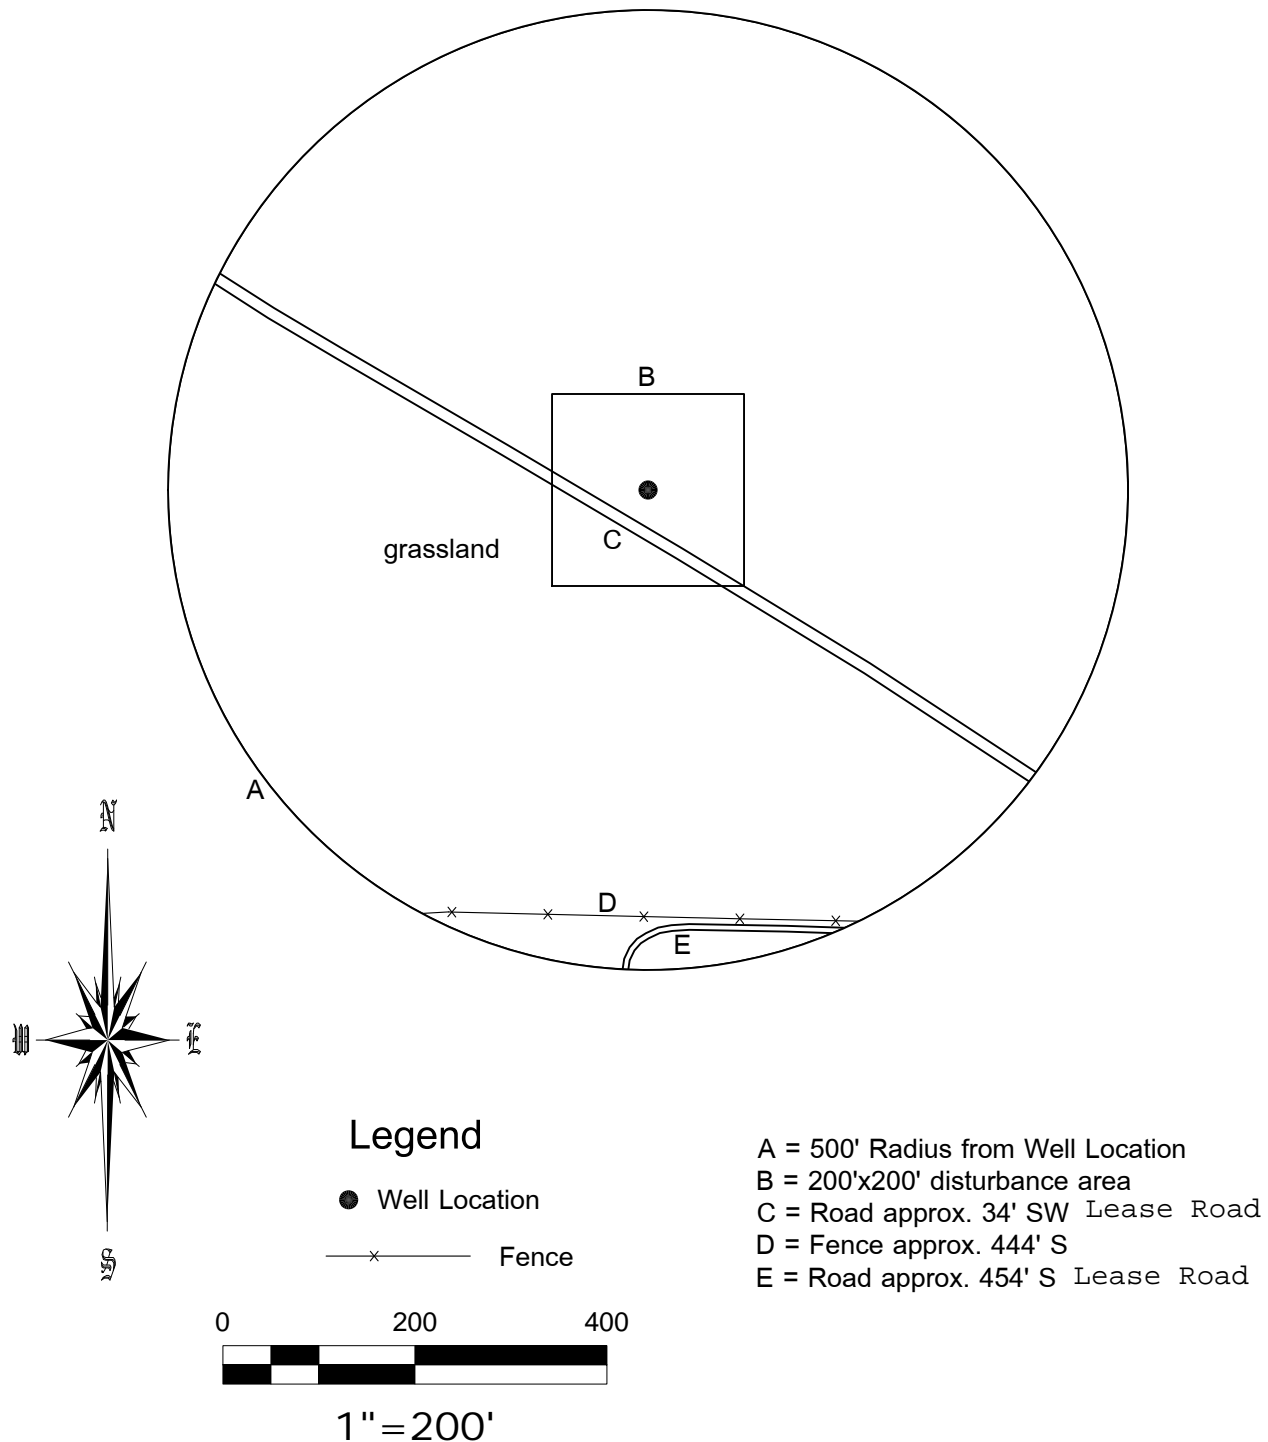 B
C
grassland
A
N
D
E
W E
S
Legend
Well Location
Fence
A = 500' Radius from Well Location
B = 200'x200' disturbance area
C = Road approx. 34' SW Lease Road
D = Fence approx. 444' S
E = Road approx. 454' S Lease Road
0 200 400
1"=200'